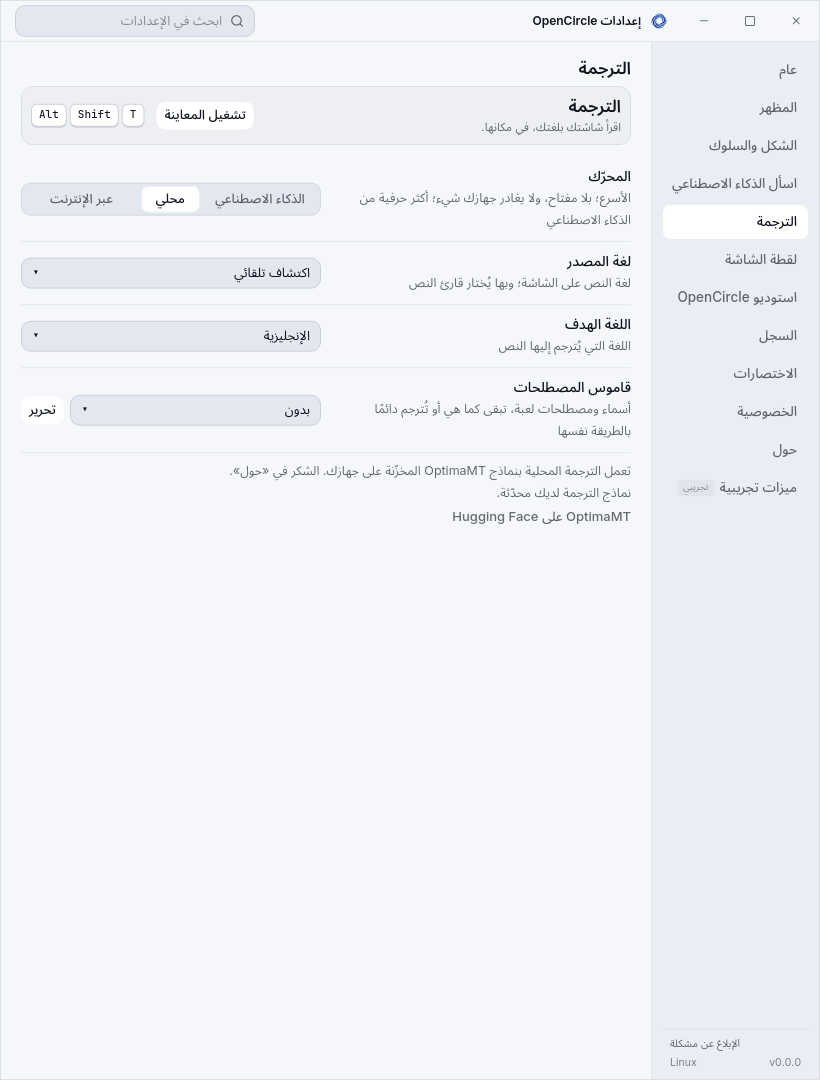 إعدادات OpenCircle
ابحث في الإعدادات
عام
المظهر
الشكل والسلوك
اسأل الذكاء الاصطناعي
الترجمة
لقطة الشاشة
استوديو OpenCircle
السجل
الاختصارات
الخصوصية
حول
ميزات تجريبية تجريبي
الإبلاغ عن مشكلة
v0.0.0 Linux
الترجمة
الترجمة
اقرأ شاشتك بلغتك، في مكانها.
تشغيل المعاينة
Alt Shift T
المحرّك
الأسرع؛ بلا مفتاح، ولا يغادر جهازك شيء؛ أكثر حرفية من
الذكاء الاصطناعي
الذكاء الاصطناعي محلي عبر الإنترنت
لغة المصدر
لغة النص على الشاشة؛ وبها يُختار قارئ النص
اكتشاف تلقائي
اللغة الهدف
اللغة التي يُترجم إليها النص
الإنجليزية
قاموس المصطلحات
أسماء ومصطلحات لعبة، تبقى كما هي أو تُترجم دائمًا
بالطريقة نفسها
بدون
تحرير
تعمل الترجمة المحلية بنماذج OptimaMT المخزّنة على جهازك. الشكر في «حول».
نماذج الترجمة لديك محدّثة.
OptimaMT على Hugging Face